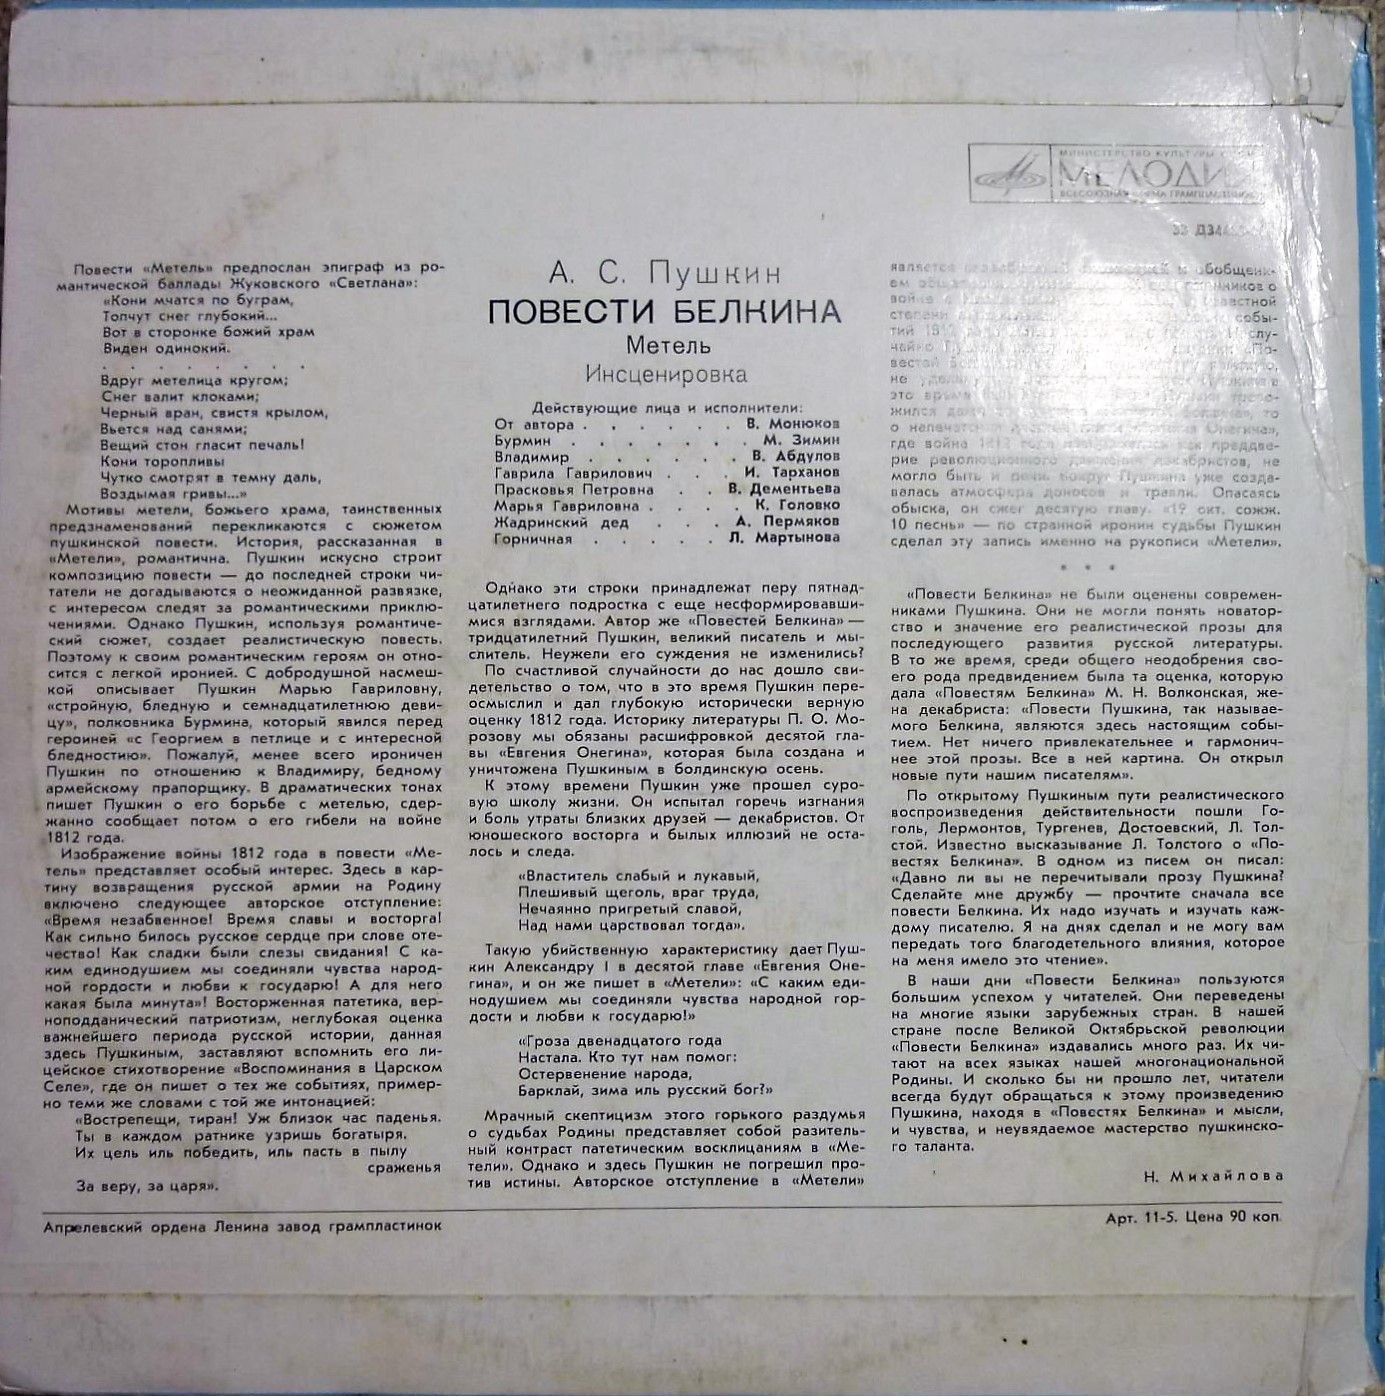 МИНИСТЕРСТВО КУЛЬТУРЫ
МЕЛОДИЯ
ВСЕСОЮЗНАЯ ФИРМА ГРАМПЛАСТИНОК
33 Д
Повести «Метель» предпослан эпиграф из ро-
мантической баллады Жуковского «Светлана»:
«Кони мчатся по буграм,
Топчут снег глубокий...
Вот в сторонке божий храм
Виден одинокий.
. . . . . . . .
Вдруг метелица кругом;
Снег валит клоками;
Черный вран, свистя крылом,
Вьется над санями;
Вещий стон гласит печаль!
Кони торопливы
Чутко смотрят в темну даль,
Воздымая гривы...»
Мотивы метели, божьего храма, таинственных
предзнаменований перекликаются с сюжетом
пушкинской повести. История, рассказанная в
«Метели», романтична. Пушкин искусно строит
композицию повести — до последней строки чи-
татели не догадываются о неожиданной развязке,
с интересом следят за романтическими приклю-
чениями. Однако Пушкин, используя романтиче-
ский сюжет, создает реалистическую повесть.
Поэтому к своим романтическим героям он отно-
сится с легкой иронией. С добродушной насмеш-
кой описывает Пушкин Марью Гавриловну,
«стройную, бледную и семнадцатилетнюю деви-
цу», полковника Бурмина, который явился перед
героиней «с Георгием в петлице и с интересной
бледностию». Пожалуй, менее всего ироничен
Пушкин по отношению к Владимиру, бедному
армейскому прапорщику. В драматических тонах
пишет Пушкин о его борьбе с метелью, сдер-
жанно сообщает потом о его гибели на войне
1812 года.
Изображение войны 1812 года в повести «Ме-
тель» представляет особый интерес. Здесь в кар-
тину возвращения русской армии на Родину
включено следующее авторское отступление:
«Время незабвенное! Время славы и восторга!
Как сильно билось русское сердце при слове оте-
чество! Как сладки были слезы свидания! С ка-
ким единодушием мы соединяли чувства народ-
ной гордости и любви к государю! А для него
какая была минута»! Восторженная патетика, вер-
ноподданический патриотизм, неглубокая оценка
важнейшего периода русской истории, данная
здесь Пушкиным, заставляют вспомнить его ли-
цейское стихотворение «Воспоминания в Царском
Селе», где он пишет о тех же событиях, пример-
но теми же словами с той же интонацией:
«Вострепещи, тиран! Уж близок час паденья.
Ты в каждом ратнике узришь богатыря.
Их цель иль победить, иль пасть в пылу
сраженья
За веру, за царя».
А. С. Пушкин
ПОВЕСТИ БЕЛКИНА
Метель
Инсценировка
Действующие лица и исполнители:
От автора . . . . . . В. Монюков
Бурмин . . . . . . . М. Зимин
Владимир . . . . . . В. Абдулов
Гаврила Гаврилович . . . И. Тарханов
Прасковья Петровна . . В. Дементьева
Марья Гавриловна . . . . К. Головко
Жадринский дед . . . А. Пермяков
Горничная . . . . . Л. Мартынова
Однако эти строки принадлежат перу пятнад-
цатилетнего подростка с еще несформировавши-
мися взглядами. Автор же «Повестей Белкина» —
тридцатилетний Пушкин, великий писатель и мы-
слитель. Неужели его суждения не изменились?
По счастливой случайности до нас дошло сви-
детельство о том, что в это время Пушкин пере-
осмыслил и дал глубокую исторически верную
оценку 1812 года. Историку литературы П. О. Мо-
розову мы обязаны расшифровкой десятой гла-
вы «Евгения Онегина», которая была создана и
уничтожена Пушкиным в болдинскую осень.
К этому времени Пушкин уже прошел суро-
вую школу жизни. Он испытал горечь изгнания
и боль утраты близких друзей — декабристов. От
юношеского восторга и былых иллюзий не оста-
лось и следа.
«Властитель слабый и лукавый,
Плешивый щеголь, враг труда,
Нечаянно пригретый славой,
Над нами царствовал тогда».
Такую убийственную характеристику дает Пуш-
кин Александру I в десятой главе «Евгения Оне-
гина», и он же пишет в «Метели»: «С каким еди-
нодушием мы соединяли чувства народной гор-
дости и любви к государю!»
«Гроза двенадцатого года
Настала. Кто тут нам помог:
Остервенение народа,
Барклай, зима иль русский бог?»
Мрачный скептицизм этого горького раздумья
о судьбах Родины представляет собой разитель-
ный контраст патетическим восклицаниям в «Ме-
тели». Однако и здесь Пушкин не погрешил про-
тив истины. Авторское отступление в «Метели»
является и обобщени-
ем о
войне
степени собы-
тий 1812 слу-
чайно «По-
вестей
не Пушкина в
это время
жился то
о Онегина»,
где война 1812 года как преддве-
рие революционного движения декабристов, не
могло быть и речи вокруг Пушкина уже созда-
валась атмосфера доносов и травли. Опасаясь
обыска, он сжег десятую главу. «19 окт. сожж.
10 песнь» — по странной иронии судьбы Пушкин
сделал эту запись именно на рукописи «Метели».
* * *
«Повести Белкина» не были оценены современ-
никами Пушкина. Они не могли понять новатор-
ство и значение его реалистической прозы для
последующего развития русской литературы.
В то же время, среди общего неодобрения сво-
его рода предвидением была та оценка, которую
дала «Повестям Белкина» М. Н. Волконская, же-
на декабриста: «Повести Пушкина, так называе-
мого Белкина, являются здесь настоящим собы-
тием. Нет ничего привлекательнее и гармонич-
нее этой прозы. Все в ней картина. Он открыл
новые пути нашим писателям».
По открытому Пушкиным пути реалистического
воспроизведения действительности пошли Го-
голь, Лермонтов, Тургенев, Достоевский, Л. Тол-
стой. Известно высказывание Л. Толстого о «По-
вестях Белкина». В одном из писем он писал:
«Давно ли вы не перечитывали прозу Пушкина?
Сделайте мне дружбу — прочтите сначала все
повести Белкина. Их надо изучать и изучать каж-
дому писателю. Я на днях сделал и не могу вам
передать того благодетельного влияния, которое
на меня имело это чтение».
В наши дни «Повести Белкина» пользуются
большим успехом у читателей. Они переведены
на многие языки зарубежных стран. В нашей
стране после Великой Октябрьской революции
«Повести Белкина» издавались много раз. Их чи-
тают на всех языках нашей многонациональной
Родины. И сколько бы ни прошло лет, читатели
всегда будут обращаться к этому произведению
Пушкина, находя в «Повестях Белкина» и мысли,
и чувства, и неувядаемое мастерство пушкинско-
го таланта.
Н. Михайлова
Апрелевский ордена Ленина завод грампластинок
Арт. 11-5. Цена 90 коп